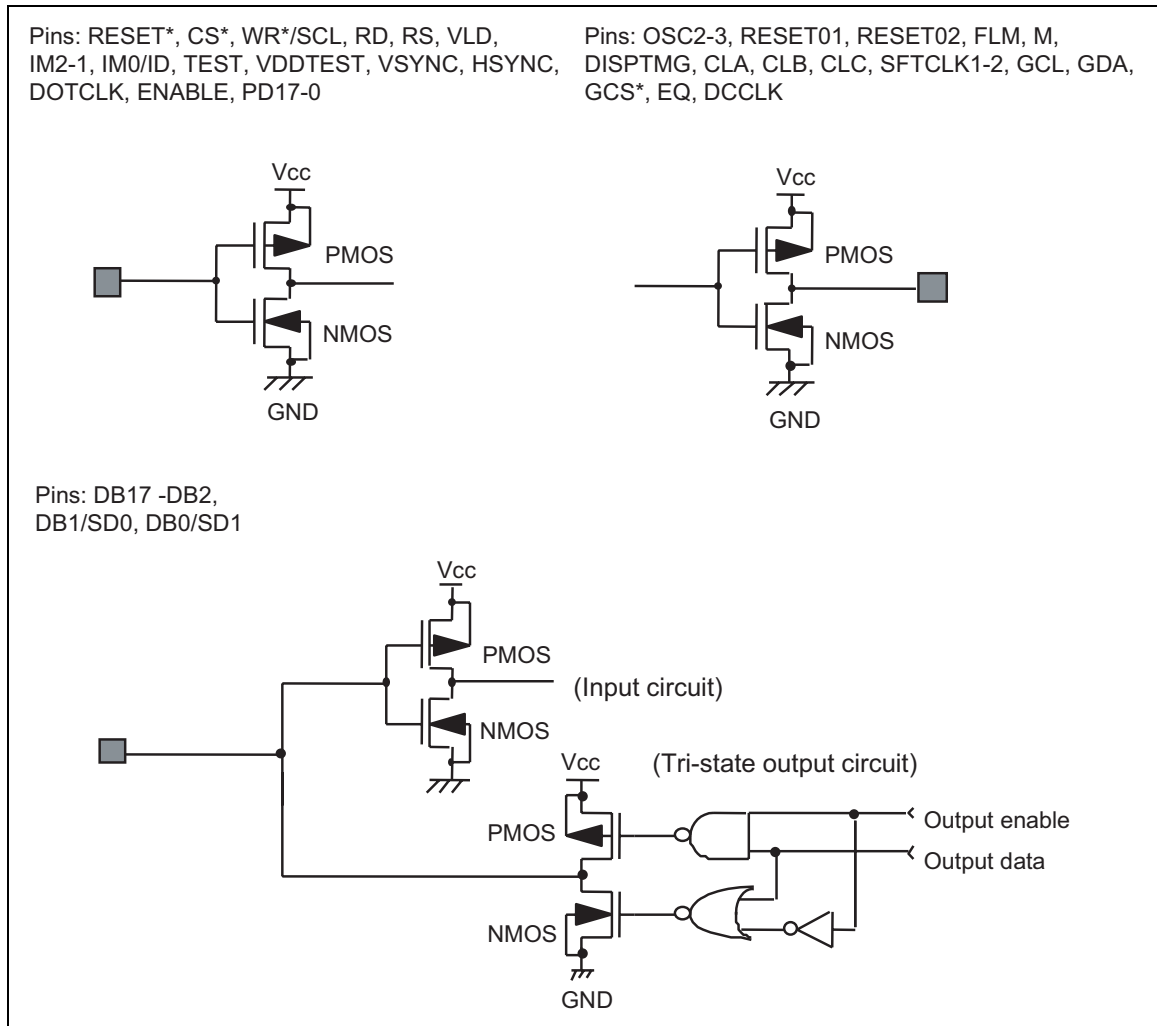 Pins: RESET*, CS*, WR*/SCL, RD, RS, VLD,
IM2-1, IM0/ID, TEST, VDDTEST, VSYNC, HSYNC,
DOTCLK, ENABLE, PD17-0
Pins: OSC2-3, RESET01, RESET02, FLM, M,
DISPTMG, CLA, CLB, CLC, SFTCLK1-2, GCL, GDA,
GCS*, EQ, DCCLK
Vcc
PMOS
NMOS
GND
Vcc
PMOS
NMOS
GND
Pins: DB17 -DB2,
DB1/SD0, DB0/SD1
Vcc
PMOS
(Input circuit)
NMOS
Vcc
(Tri-state output circuit)
PMOS
Output enable
Output data
NMOS
GND